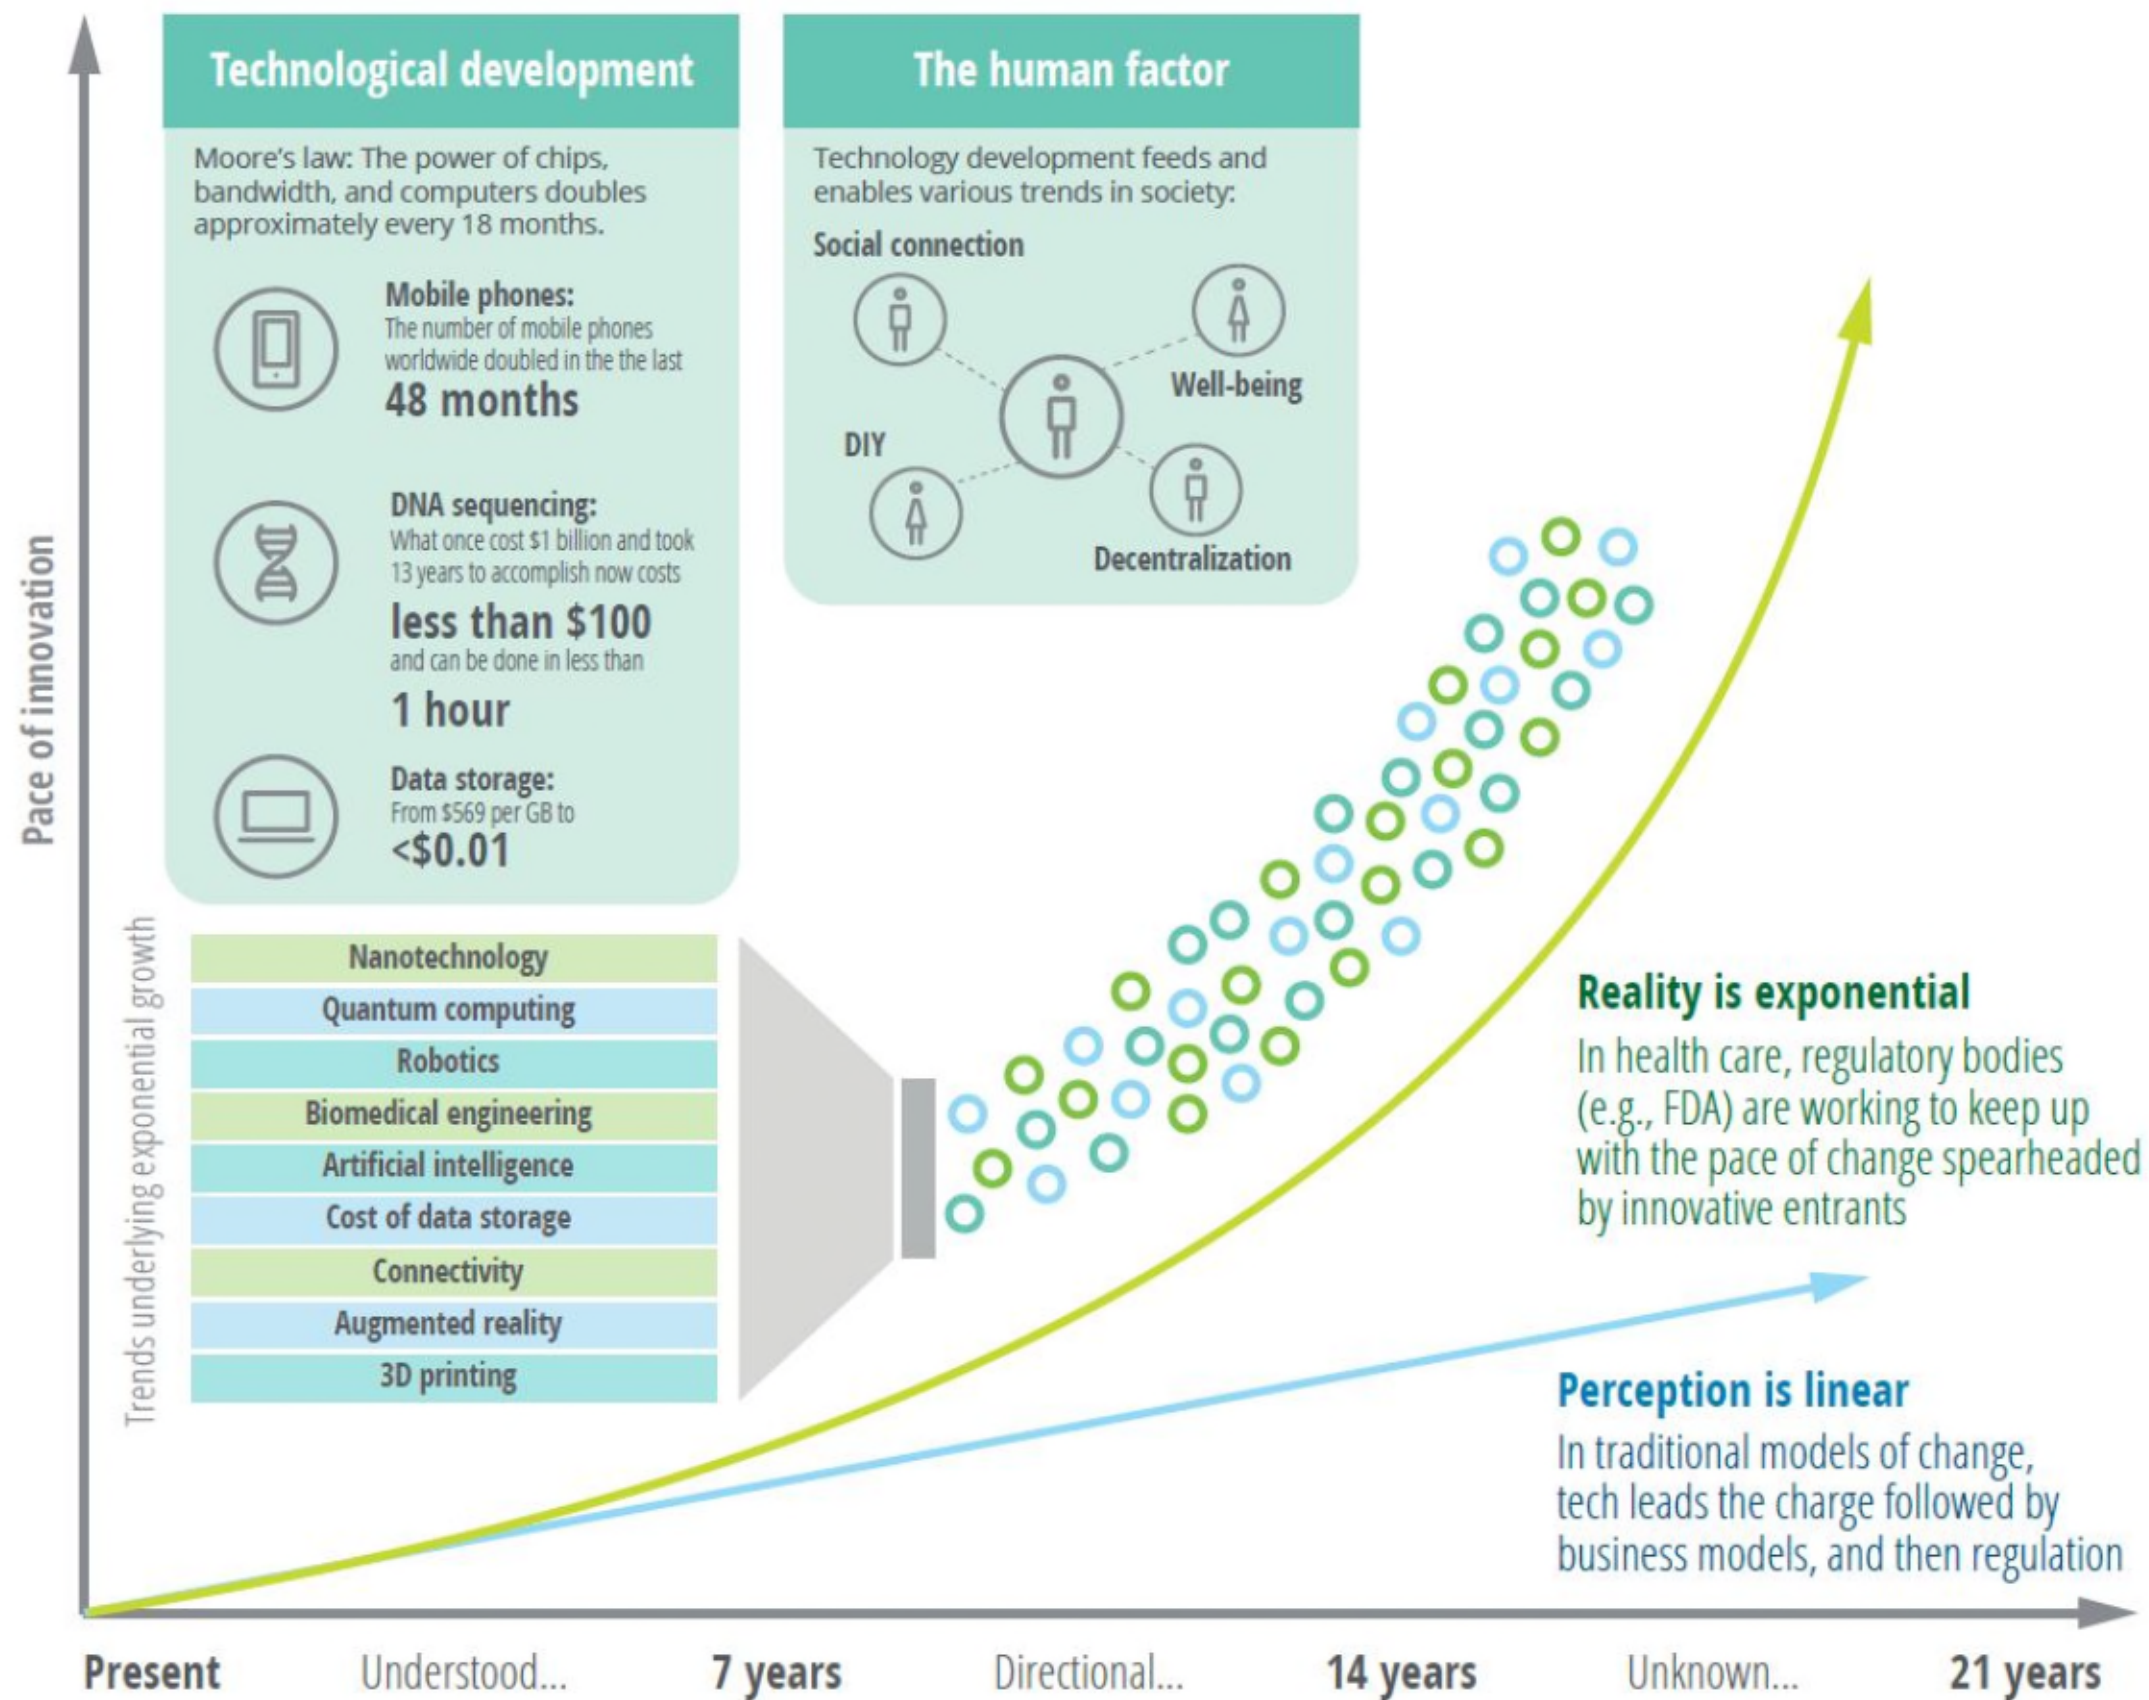 Pace of innovation
Technological development
Moore's law: The power of chips,
bandwidth, and computers doubles
approximately every 18 months.
Mobile phones:
The number of mobile phones
worldwide doubled in the the last
48 months
DNA sequencing:
What once cost $1 billion and took
13 years to accomplish now costs
less than $100
and can be done in less than
1 hour
Data storage:
From $569 per GB to
<$0.01
The human factor
Technology development feeds and
enables various trends in society:
Social connection
Well-being
DIY
Decentralization
Trends underlying exponential growth
Nanotechnology
Quantum computing
Robotics
Biomedical engineering
Artificial intelligence
Cost of data storage
Connectivity
Augmented reality
3D printing
Reality is exponential
In health care, regulatory bodies
(e.g., FDA) are working to keep up
with the pace of change spearheaded
by innovative entrants
Perception is linear
In traditional models of change,
tech leads the charge followed by
business models, and then regulation
Present Understood... 7 years Directional... 14 years Unknown... 21 years